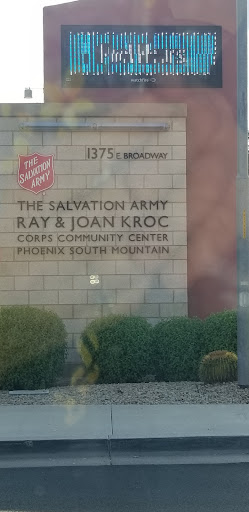 1375 E. BROADWAY
THE
SALVATION
ARMY
THE SALVATION ARMY
RAY & JOAN KROC
CORPS COMMUNITY CENTER
PHOENIX SOUTH MOUNTAIN